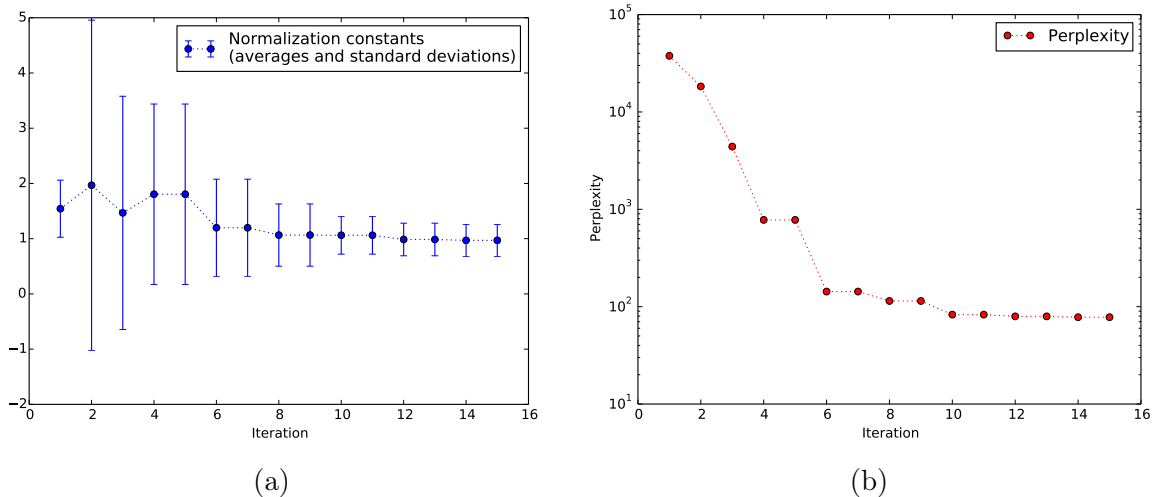 5
4
3
2
1
0
−1
−2
0 2 4 6 8 10 12 14 16
Iteration
Normalization constants
(averages and standard deviations)
(a)
10^5
10^4
10^3
10^2
10^1
Perplexity
0 2 4 6 8 10 12 14 16
Iteration
Perplexity
(b)